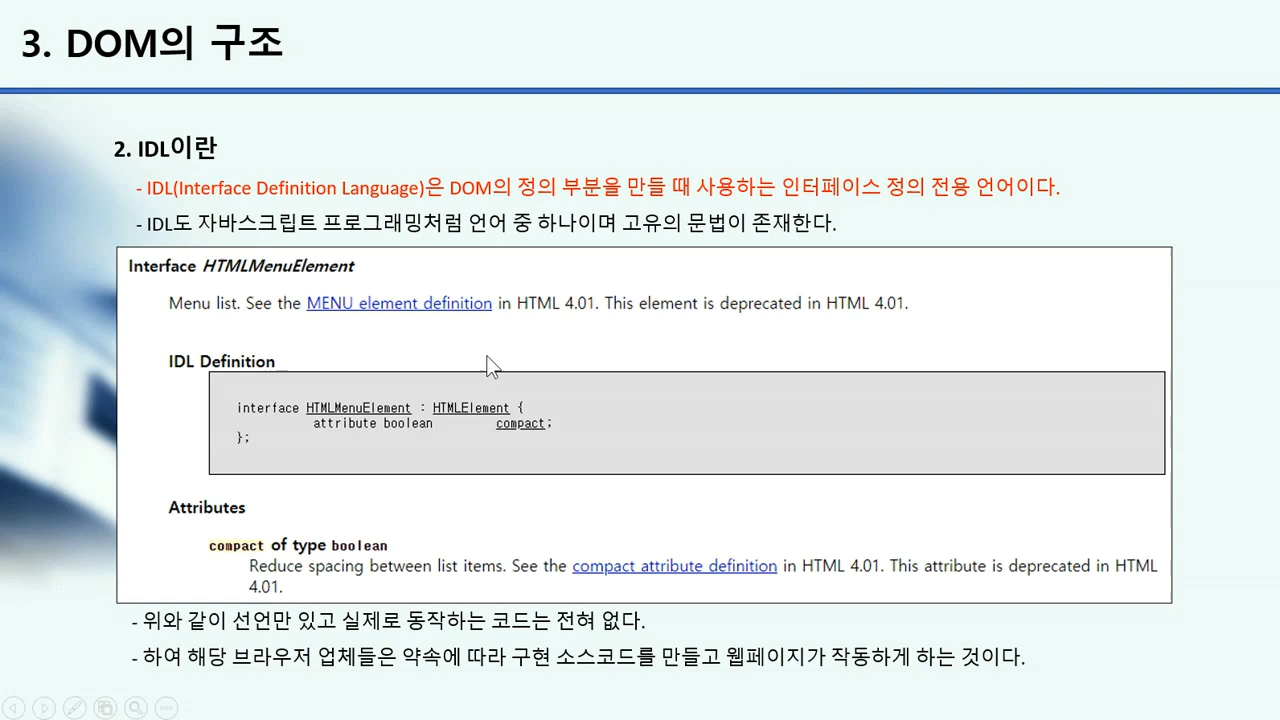 3. DOM의 구조
2. IDL이란
- IDL(Interface Definition Language)은 DOM의 정의 부분을 만들 때 사용하는 인터페이스 정의 전용 언어이다.
- IDL도 자바스크립트 프로그래밍처럼 언어 중 하나이며 고유의 문법이 존재한다.
Interface HTMLMenuElement
Menu list. See the MENU element definition in HTML 4.01. This element is deprecated in HTML 4.01.
IDL Definition
interface HTMLMenuElement : HTMLElement {
attribute boolean compact;
};
Attributes
compact of type boolean
Reduce spacing between list items. See the compact attribute definition in HTML 4.01. This attribute is deprecated in HTML
4.01.
- 위와 같이 선언만 있고 실제로 동작하는 코드는 전혀 없다.
- 하여 해당 브라우저 업체들은 약속에 따라 구현 소스코드를 만들고 웹페이지가 작동하게 하는 것이다.